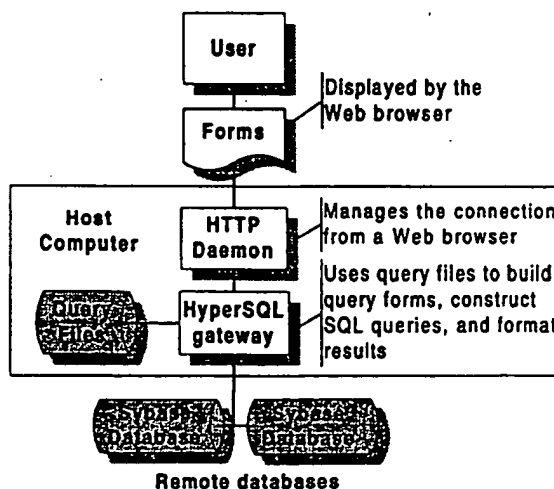 User
Forms
Displayed by the
Web browser
Host
Computer
HTTP
Daemon
Manages the connection
from a Web browser
Query
Files
HyperSQL
gateway
Uses query files to build
query forms, construct
SQL queries, and format
results
Sybase
Database
Sybase
Database
Remote databases